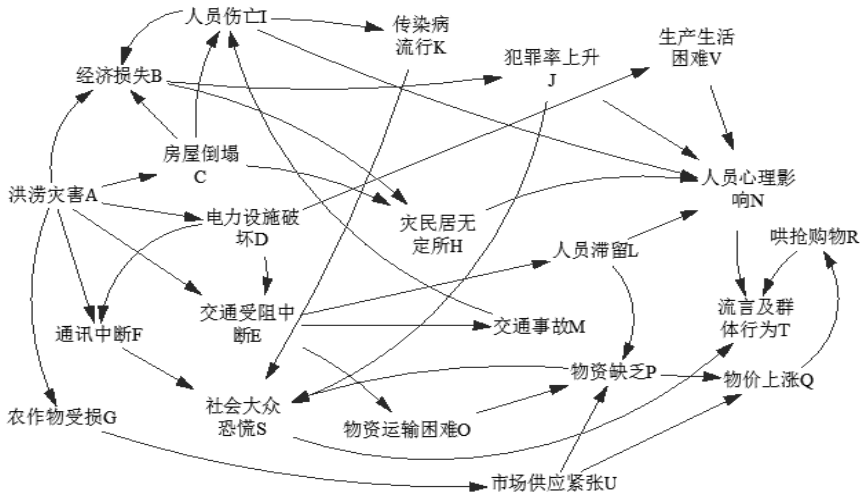 人员伤亡I
传染病
流行K
犯罪率上升
J
生产生活
困难V
经济损失B
房屋倒塌
C
洪涝灾害A
人员心理影
响N
电力设施破
坏D
灾民居无
定所H
人员滞留L
哄抢购物R
交通受阻中
断E
通讯中断F
交通事故M
流言及群
体行为T
物资缺乏P
物价上涨Q
农作物受损G
社会大众
恐慌S
物资运输困难O
市场供应紧张U